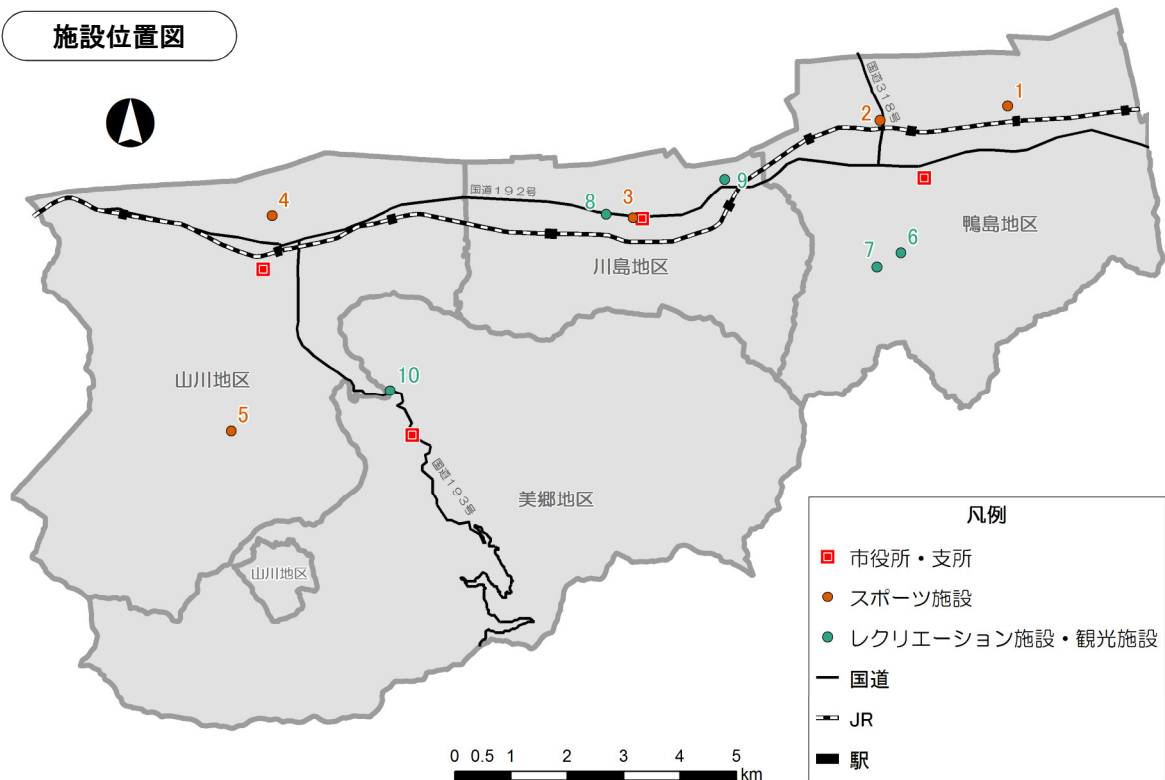 施設位置図
国道318号
1
2
国道192号
9
8
3
4
鴨島地区
6
7
川島地区
山川地区
10
5
国道193号
美郷地区
山川地区
凡例
市役所・支所
スポーツ施設
レクリエーション施設・観光施設
国道
JR
駅
0 0.5 1 2 3 4 5
km